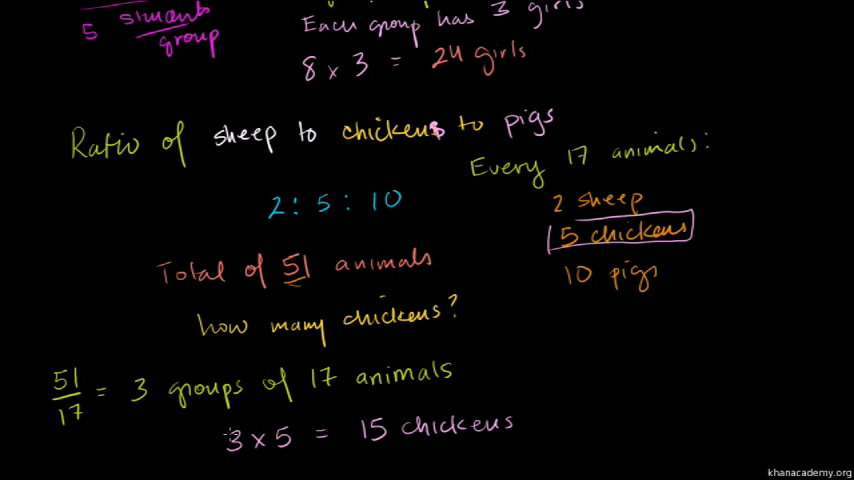 5 students
group
Each group has 3 girls
8 x 3 = 24 girls
Ratio of sheep to chickens to pigs
2 : 5 : 10
Every 17 animals:
2 sheep
5 chickens
10 pigs
Total of 51 animals
how many chickens?
51
17
= 3 groups of 17 animals
3 x 5 = 15 chickens
khanacademy.org